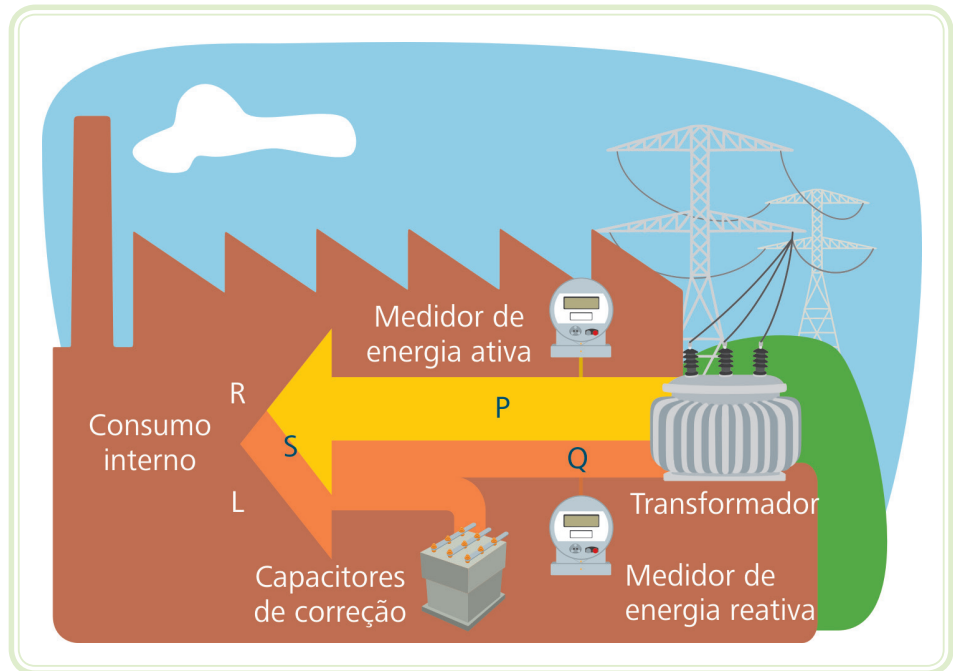 Medidor de
energia ativa
R
P
Consumo
interno
S
Q
L
Transformador
Capacitores
de correção
Medidor de
energia reativa